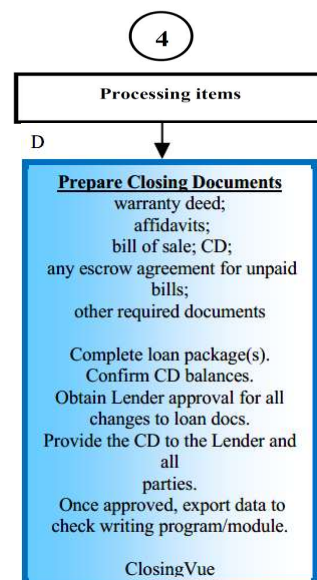 4
Processing items
D
Prepare Closing Documents
warranty deed;
affidavits;
bill of sale; CD;
any escrow agreement for unpaid
bills;
other required documents
Complete loan package(s).
Confirm CD balances.
Obtain Lender approval for all
changes to loan docs.
Provide the CD to the Lender and
all
parties.
Once approved, export data to
check writing program/module.
ClosingVue